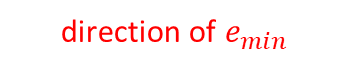 direction of e_min